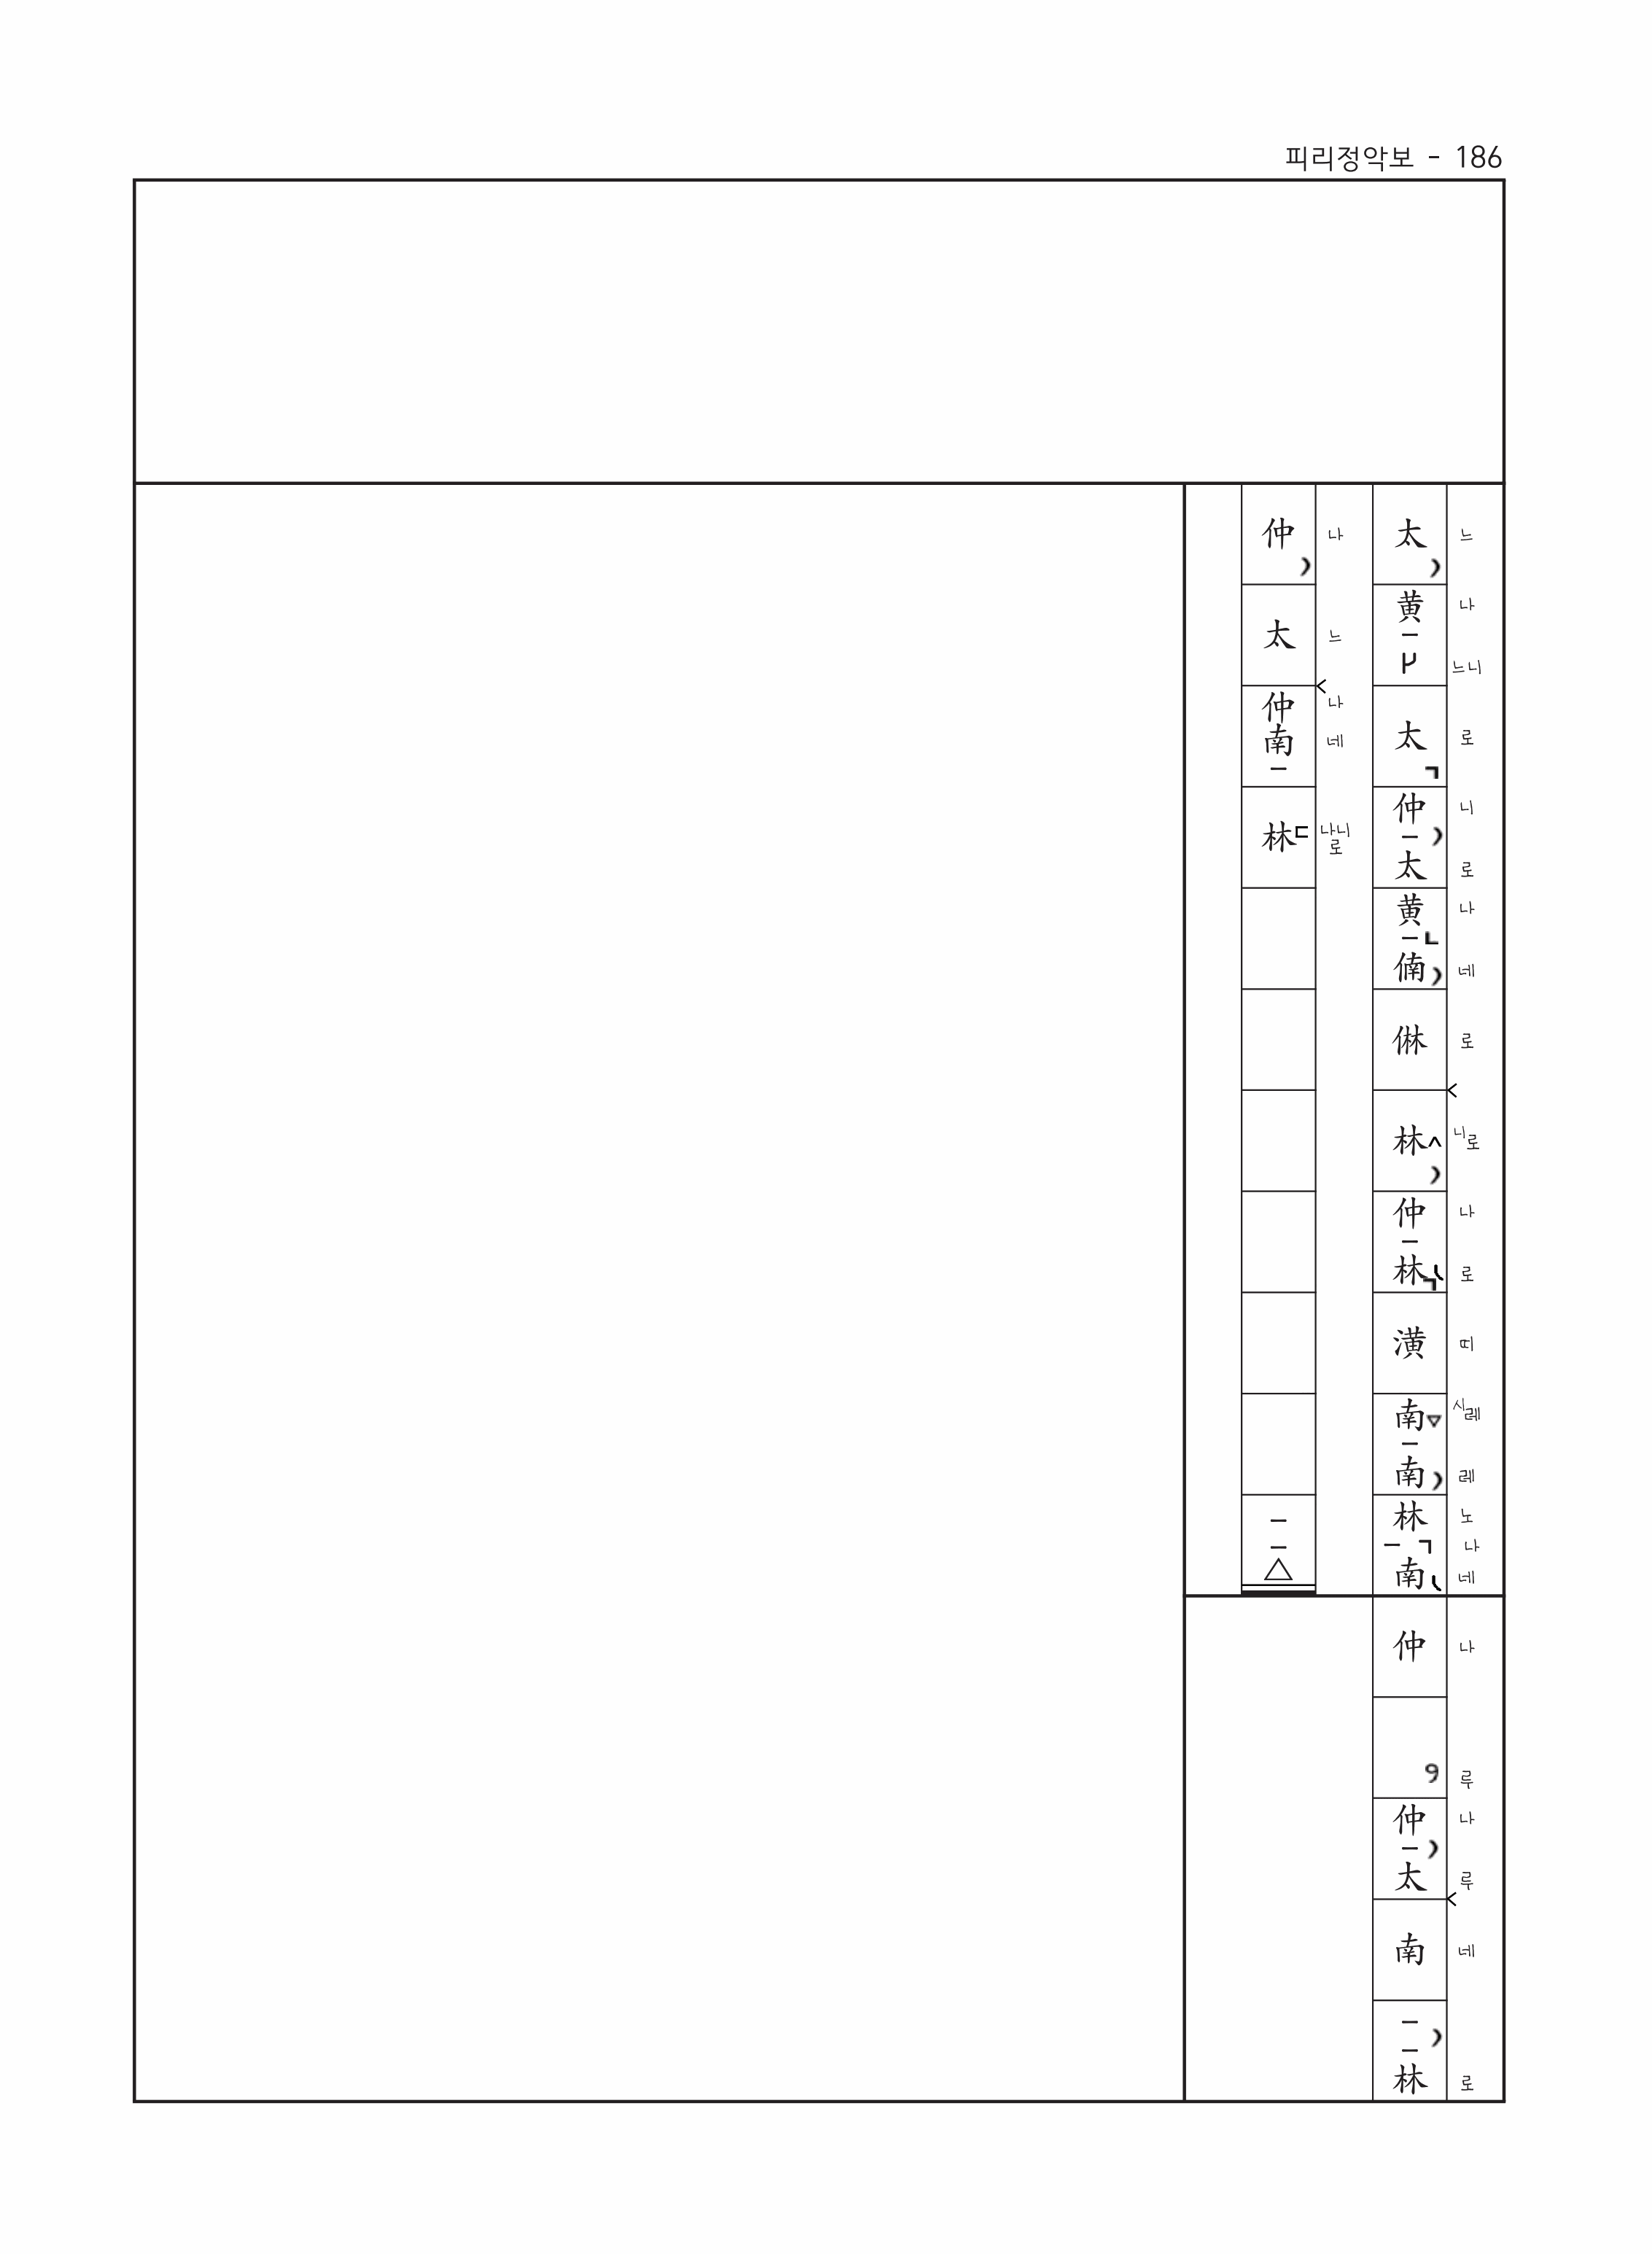 피리정악보 - 186
太 느
黄 나
느니
太 로
仲 니
太 로
黄 나
㑲 네
㑣 로
林 니로
仲 나
林 로
潢 띠
南 시레
南 레
林 노
나
南 네
仲 나
루
仲 나
太 루
南 네
林 로
仲 나
太 느
仲 나
南 네
林 나니로